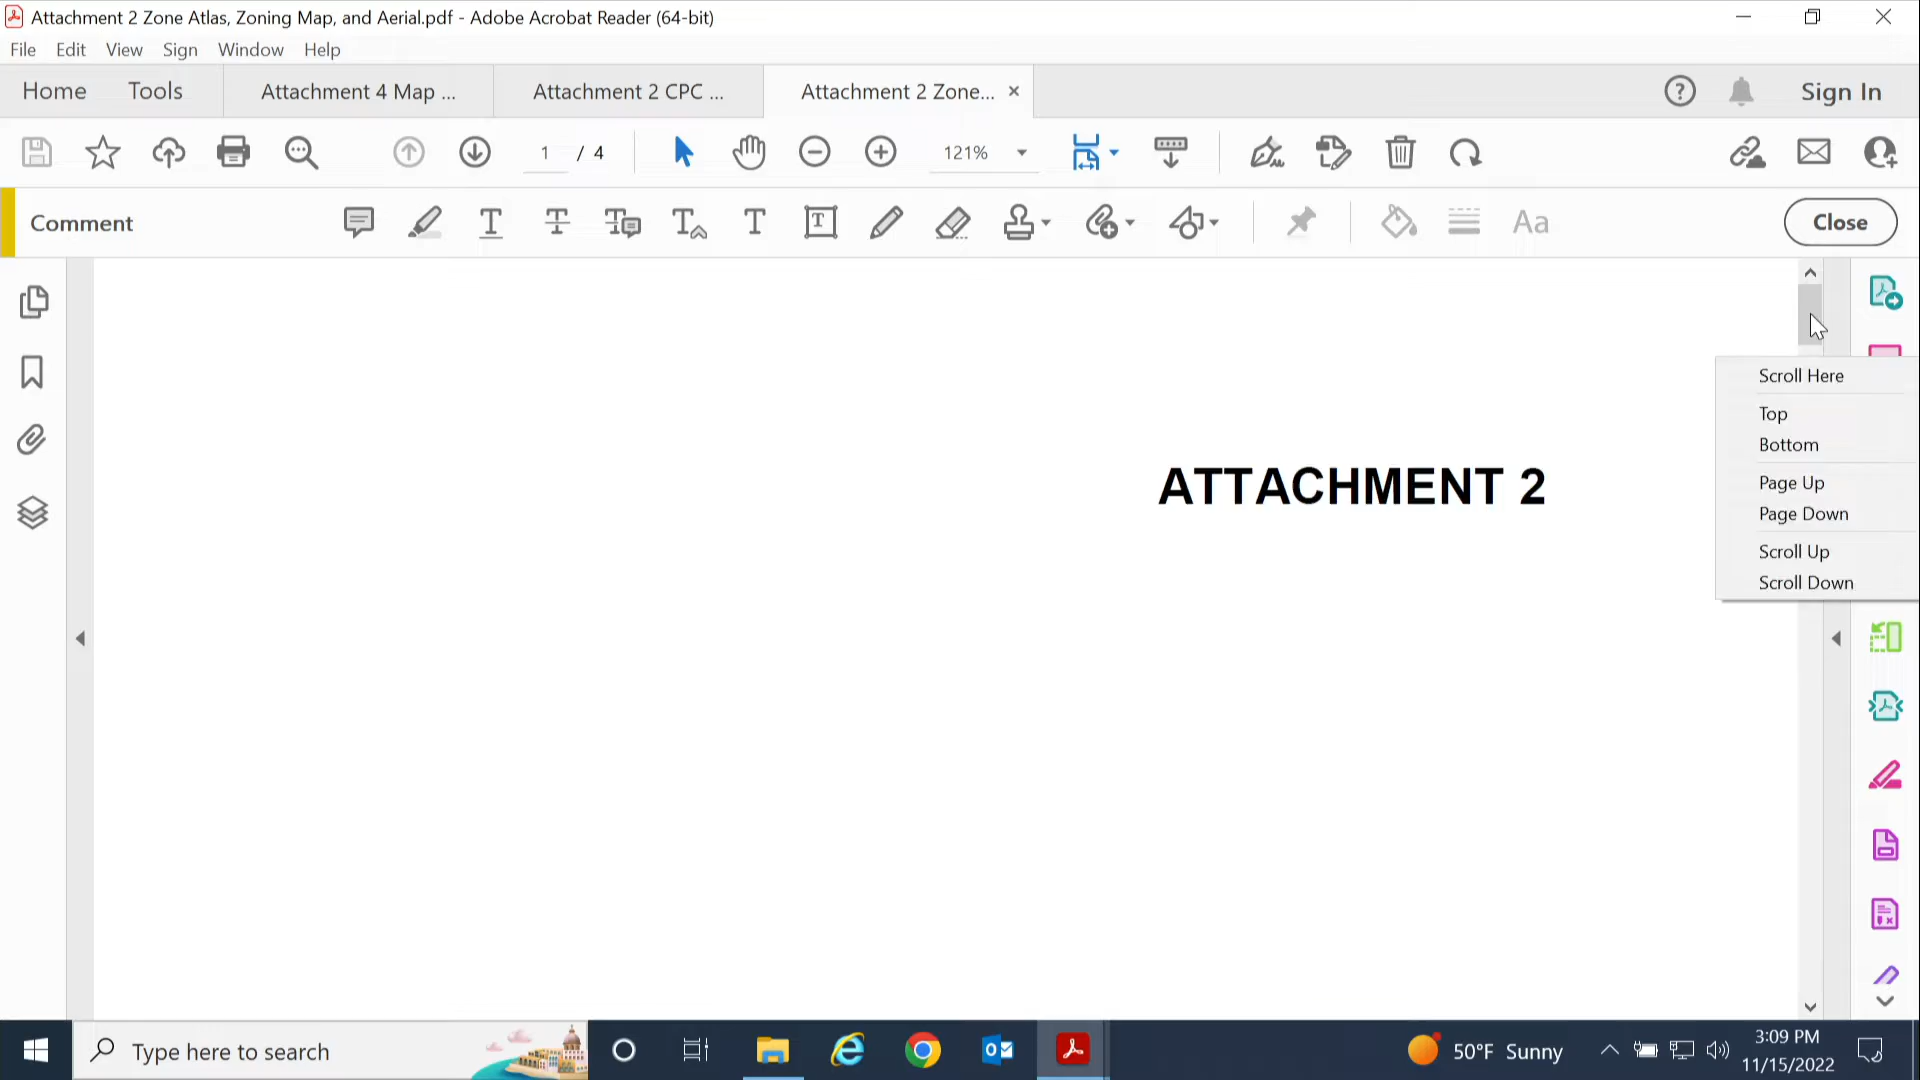 Attachment 2 Zone Atlas, Zoning Map, and Aerial.pdf - Adobe Acrobat Reader (64-bit)
File Edit View Sign Window Help
Home Tools Attachment 4 Map ... Attachment 2 CPC ... Attachment 2 Zone... × Sign In
1 / 4 121%
Comment Aa Close
ATTACHMENT 2
Scroll Here
Top
Bottom
Page Up
Page Down
Scroll Up
Scroll Down
Type here to search 50°F Sunny 3:09 PM
11/15/2022